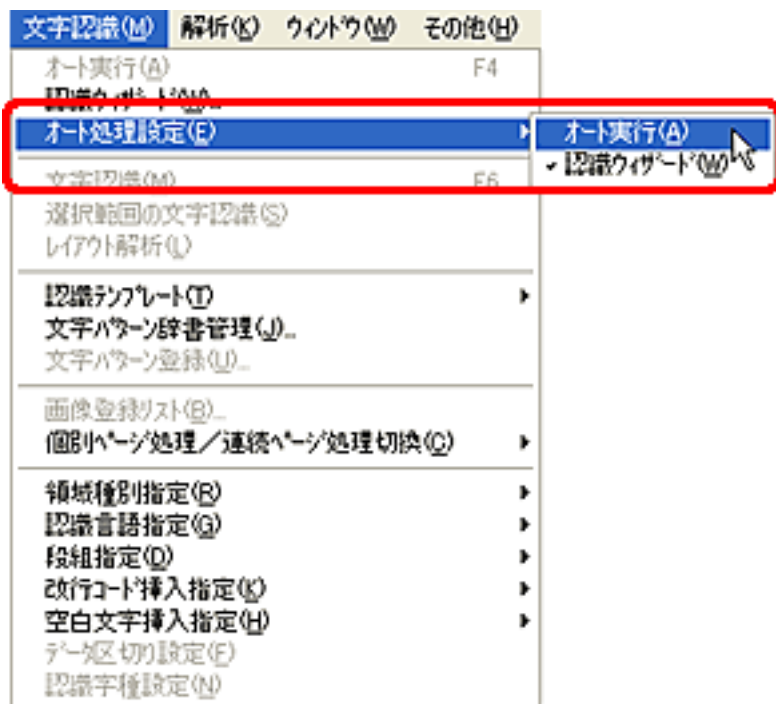 文字認識(M) 解析(K) ウィンドウ(W) その他(H)
オート実行(A) F4
認識ウィザード(W)...
オート処理設定(E)
オート実行(A)
✓認識ウィザード(W)
文字認識(M) F6
選択範囲の文字認識(S)
レイアウト解析(L)
認識テンプレート(T)
文字パターン辞書管理(J)...
文字パターン登録(U)...
画像登録リスト(B)...
個別ページ処理/連続ページ処理切換(C)
領域種別指定(R)
認識言語指定(G)
段組指定(D)
改行コード挿入指定(K)
空白文字挿入指定(H)
データ区切り設定(F)
認識字種設定(N)